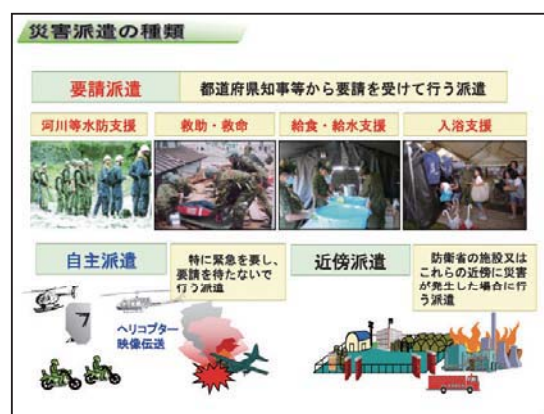 災害派遣の種類
要請派遣
都道府県知事等から要請を受けて行う派遣
河川等水防支援
救助・救命
給食・給水支援
入浴支援
自主派遣
特に緊急を要し、
要請を待たないで
行う派遣
ヘリコプター
映像伝送
近傍派遣
防衛省の施設又は
これらの近傍に災害
が発生した場合に行
う派遣